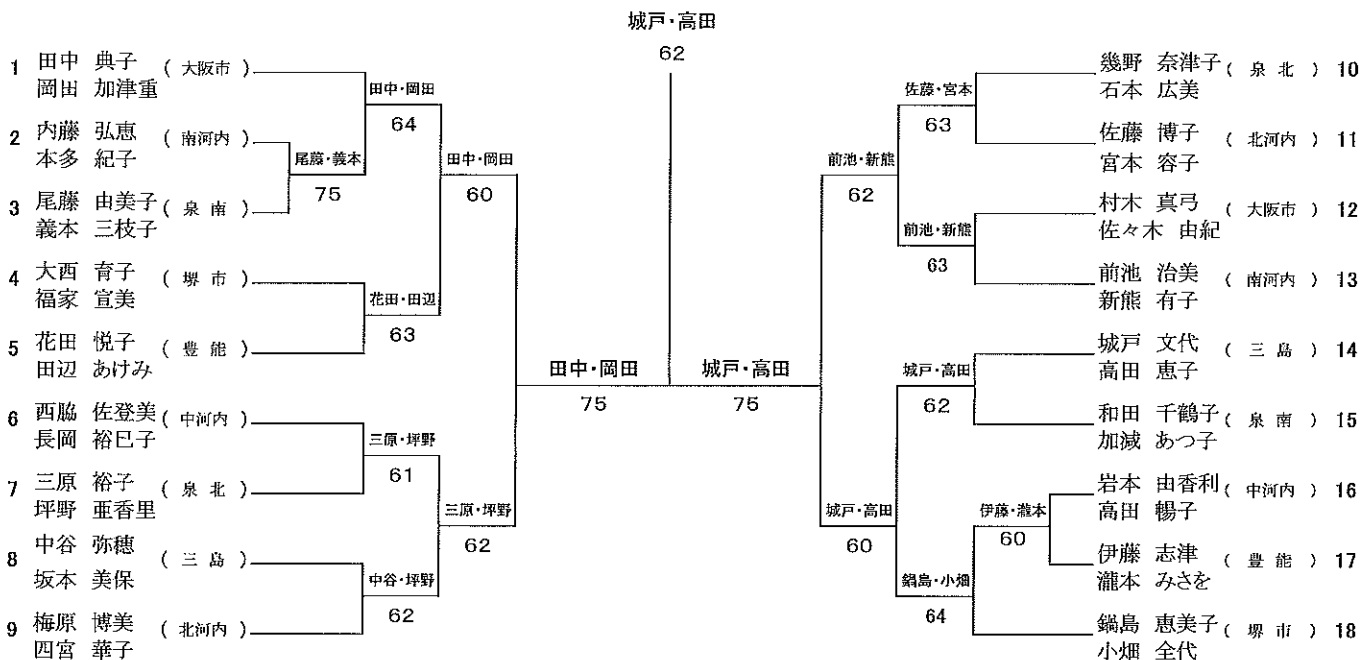 城戸・高田
62
1 田中 典子 ( 大阪市 )
岡田 加津重
2 内藤 弘恵 ( 南河内 )
本多 紀子
3 尾藤 由美子 ( 泉 南 )
義本 三枝子
4 大西 育子 ( 堺 市 )
福家 宣美
5 花田 悦子 ( 豊 能 )
田辺 あけみ
6 西脇 佐登美 ( 中河内 )
長岡 裕巳子
7 三原 裕子 ( 泉 北 )
坪野 亜香里
8 中谷 弥穂 ( 三 島 )
坂本 美保
9 梅原 博美 ( 北河内 )
四宮 華子
尾藤・義本
75
田中・岡田
64
花田・田辺
63
三原・坪野
61
中谷・坪野
62
田中・岡田
60
三原・坪野
62
田中・岡田
75
城戸・高田
75
前池・新熊
62
城戸・高田
60
佐藤・宮本
63
前池・新熊
63
城戸・高田
62
鍋島・小畑
64
伊藤・瀧本
60
幾野 奈津子 ( 泉 北 ) 10
石本 広美
佐藤 博子 ( 北河内 ) 11
宮本 容子
村木 真弓 ( 大阪市 ) 12
佐々木 由紀
前池 治美 ( 南河内 ) 13
新熊 有子
城戸 文代 ( 三 島 ) 14
高田 恵子
和田 千鶴子 ( 泉 南 ) 15
加減 あつ子
岩本 由香利 ( 中河内 ) 16
高田 暢子
伊藤 志津 ( 豊 能 ) 17
瀧本 みさを
鍋島 恵美子 ( 堺 市 ) 18
小畑 全代